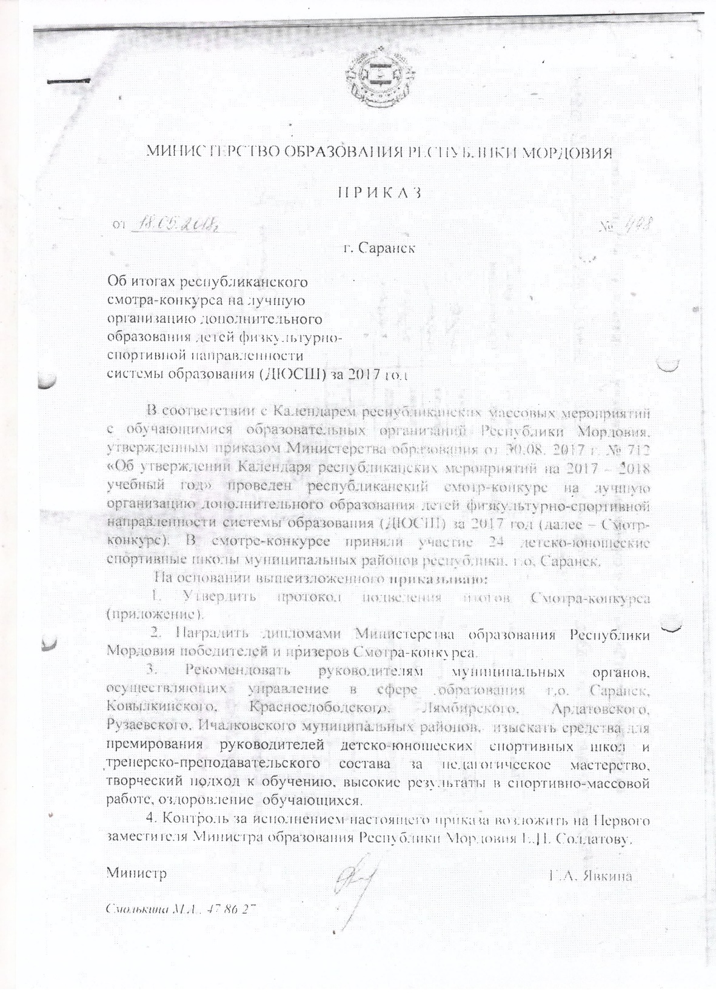 МИНИСТЕРСТВО ОБРАЗОВАНИЯ РЕСПУБЛИКИ МОРДОВИЯ
ПРИКАЗ
от 18.05.2018г №
г. Саранск
Об итогах республиканского
смотра-конкурса на лучшую
организацию дополнительного
образования детей физкультурно-
спортивной направленности
системы образования (ДЮСШ) за 2017 год
В соответствии с Календарем республиканских массовых мероприятий
с обучающимися образовательных организаций Республики Мордовия,
утвержденным приказом Министерства образования от 30.08. 2017 г. № 712
«Об утверждении Календаря республиканских мероприятий на 2017 – 2018
учебный год» проведен республиканский смотр-конкурс на лучшую
организацию дополнительного образования детей физкультурно-спортивной
направленности системы образования (ДЮСШ) за 2017 год (далее – Смотр-
конкурс). В смотре-конкурсе приняли участие 24 детско-юношеские
спортивные школы муниципальных районов республики, г.о. Саранск.
На основании вышеизложенного приказываю:
1. Утвердить протокол подведения итогов Смотра-конкурса
(приложение).
2. Наградить дипломами Министерства образования Республики
Мордовия победителей и призеров Смотра-конкурса.
3. Рекомендовать руководителям муниципальных органов,
осуществляющих управление в сфере образования г.о. Саранск,
Ковылкинского, Краснослободского, Лямбирского, Ардатовского,
Рузаевского, Ичалковского муниципальных районов, изыскать средства для
премирования руководителей детско-юношеских спортивных школ и
тренерско-преподавательского состава за педагогическое мастерство,
творческий подход к обучению, высокие результаты в спортивно-массовой
работе, оздоровление обучающихся.
4. Контроль за исполнением настоящего приказа возложить на Первого
заместителя Министра образования Республики Мордовия Солдатову.
Министр Г.А. Явкина
Смолькина М.А. 47 86 27